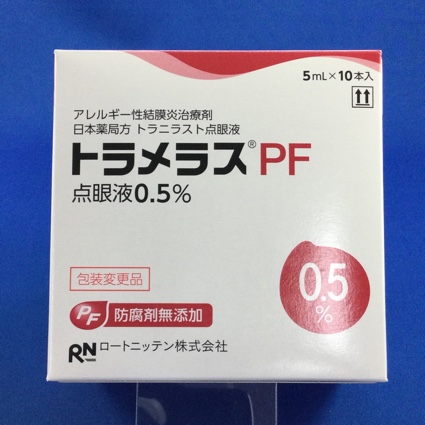 5mL×10本入
アレルギー性結膜炎治療剤
日本薬局方 トラニラスト点眼液
トラメラス®PF
点眼液0.5%
包装変更品
0.5
%
PF 防腐剤無添加
RN ロートニッテン株式会社